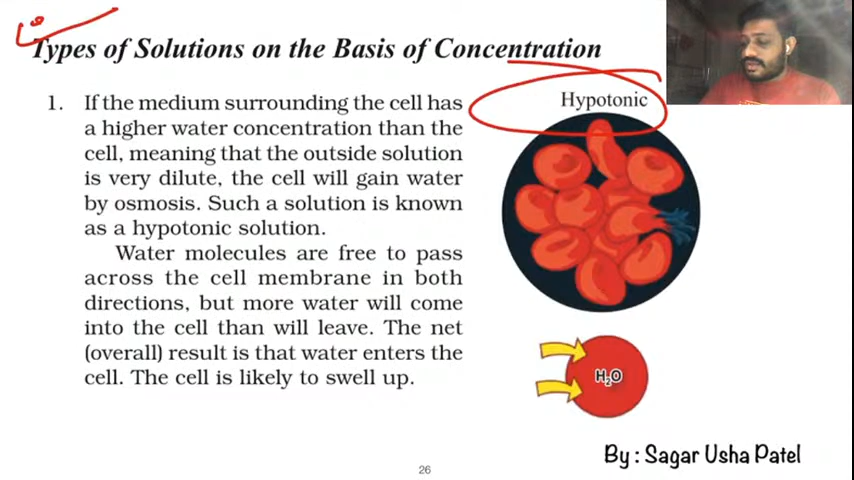 Types of Solutions on the Basis of Concentration
1. If the medium surrounding the cell has
a higher water concentration than the
cell, meaning that the outside solution
is very dilute, the cell will gain water
by osmosis. Such a solution is known
as a hypotonic solution.
Water molecules are free to pass
across the cell membrane in both
directions, but more water will come
into the cell than will leave. The net
(overall) result is that water enters the
cell. The cell is likely to swell up.
Hypotonic
H₂O
By : Sagar Usha Patel
26